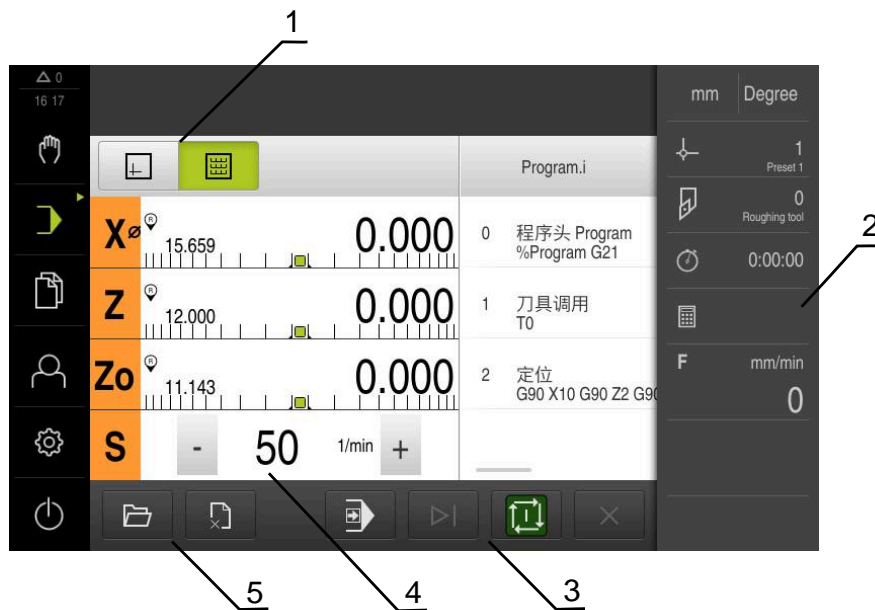 1
0
16 17
mm Degree
1
Preset 1
Program.i
0
Roughing tool
2
X⌀ R 15.659 0.000
0 程序头 Program
%Program G21
0:00:00
Z R 12.000 0.000
1 刀具调用
T0
F mm/min
0
Zo R 11.143 0.000
2 定位
G90 X10 G90 Z2 G90
S - 50 1/min +
5
4
3